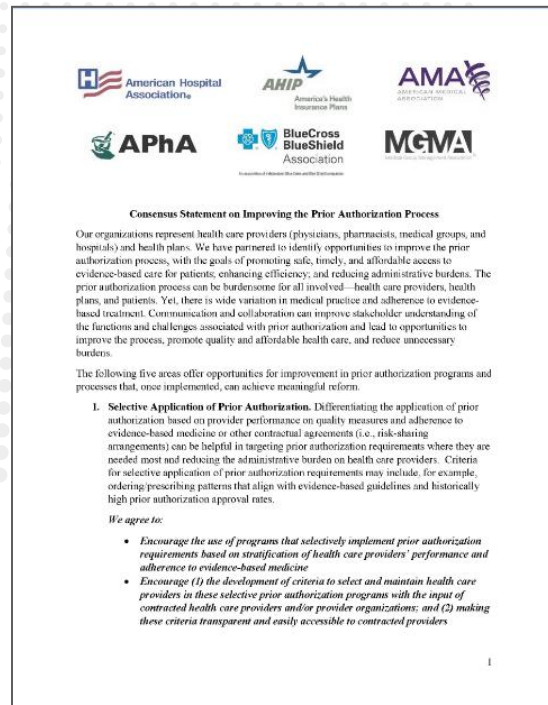 American Hospital
Association®
AHIP
America's Health
Insurance Plans
AMA
AMERICAN MEDICAL
ASSOCIATION
APhA
BlueCross
BlueShield
Association
MGMA
Consensus Statement on Improving the Prior Authorization Process
Our organizations represent health care providers (physicians, pharmacists, medical groups, and
hospitals) and health plans. We have partnered to identify opportunities to improve the prior
authorization process, with the goals of promoting safe, timely, and affordable access to
evidence-based care for patients; enhancing efficiency; and reducing administrative burdens. The
prior authorization process can be burdensome for all involved—health care providers, health
plans, and patients. Yet, there is wide variation in medical practice and adherence to evidence-
based treatment. Communication and collaboration can improve stakeholder understanding of
the functions and challenges associated with prior authorization and lead to opportunities to
improve the process, promote quality and affordable health care, and reduce unnecessary
burdens.
The following five areas offer opportunities for improvement in prior authorization programs and
processes that, once implemented, can achieve meaningful reform.
1. Selective Application of Prior Authorization. Differentiating the application of prior
authorization based on provider performance on quality measures and adherence to
evidence-based medicine or other contractual agreements (i.e., risk-sharing
arrangements) can be helpful in targeting prior authorization requirements where they are
needed most and reducing the administrative burden on health care providers. Criteria
for selective application of prior authorization requirements may include, for example,
ordering/prescribing patterns that align with evidence-based guidelines and historically
high prior authorization approval rates.
We agree to:
• Encourage the use of programs that selectively implement prior authorization
requirements based on stratification of health care providers' performance and
adherence to evidence-based medicine
• Encourage (1) the development of criteria to select and maintain health care
providers in these selective prior authorization programs with the input of
contracted health care providers and/or provider organizations; and (2) making
these criteria transparent and easily accessible to contracted providers
1